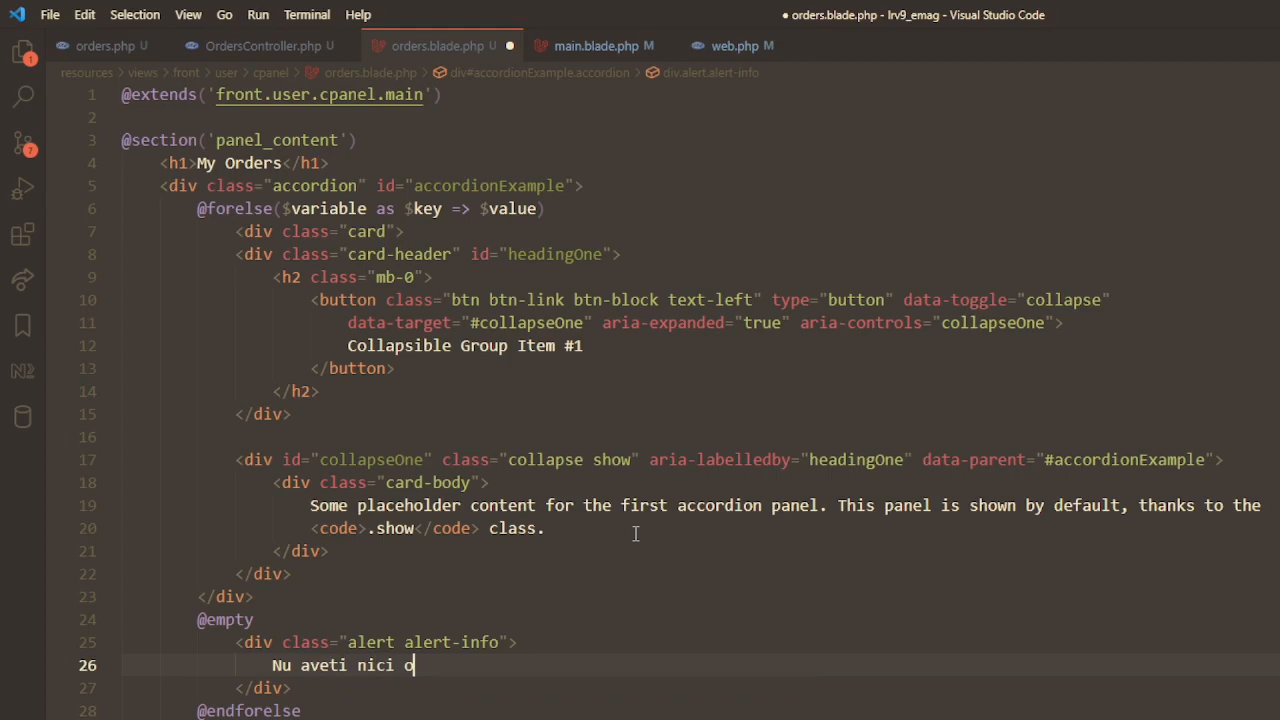 File Edit Selection View Go Run Terminal Help
● orders.blade.php - lrv9_emag - Visual Studio Code
orders.php U OrdersController.php U orders.blade.php U main.blade.php M web.php M
resources > views > front > user > cpanel > orders.blade.php > div#accordionExample.accordion > div.alert.alert-info
1 @extends('front.user.cpanel.main')
2
3 @section('panel_content')
4 <h1>My Orders</h1>
5 <div class="accordion" id="accordionExample">
6 @forelse($variable as $key => $value)
7 <div class="card">
8 <div class="card-header" id="headingOne">
9 <h2 class="mb-0">
10 <button class="btn btn-link btn-block text-left" type="button" data-toggle="collapse"
11 data-target="#collapseOne" aria-expanded="true" aria-controls="collapseOne">
12 Collapsible Group Item #1
13 </button>
14 </h2>
15 </div>
16
17 <div id="collapseOne" class="collapse show" aria-labelledby="headingOne" data-parent="#accordionExample">
18 <div class="card-body">
19 Some placeholder content for the first accordion panel. This panel is shown by default, thanks to the
20 <code>.show</code> class.
21 </div>
22 </div>
23 </div>
24 @empty
25 <div class="alert alert-info">
26 Nu aveti nici o
27 </div>
28 @endforelse
1
7
N2